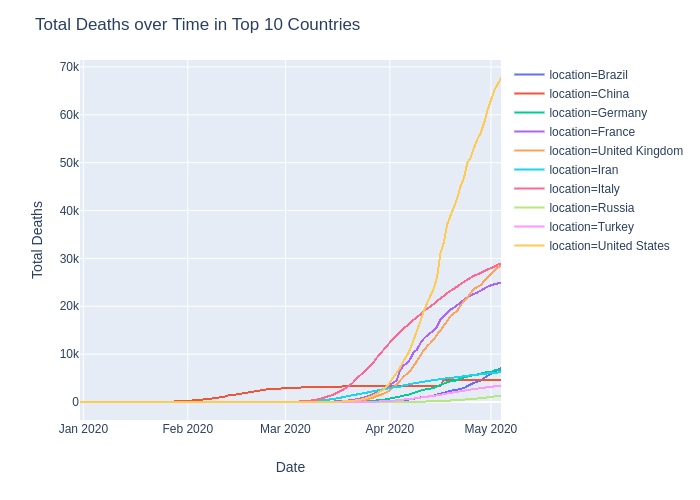 Total Deaths over Time in Top 10 Countries
Total Deaths
70k
60k
50k
40k
30k
20k
10k
0
Jan 2020
Feb 2020
Mar 2020
Apr 2020
May 2020
Date
location=Brazil
location=China
location=Germany
location=France
location=United Kingdom
location=Iran
location=Italy
location=Russia
location=Turkey
location=United States